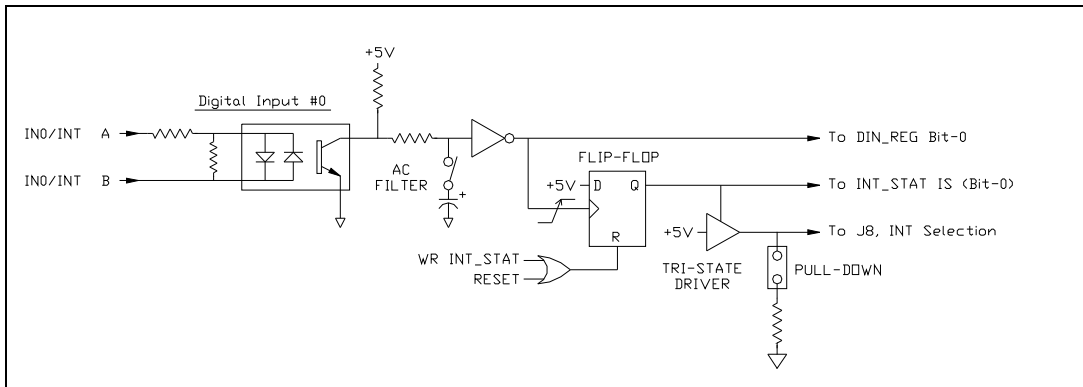 +5V
Digital Input #0
IN0/INT A
To DIN_REG Bit-0
AC
FILTER
+
FLIP-FLOP
IN0/INT B
+5V
D
Q
To INT_STAT IS (Bit-0)
+5V
To J8, INT Selection
R
WR INT_STAT
RESET
TRI-STATE
DRIVER
PULL-DOWN